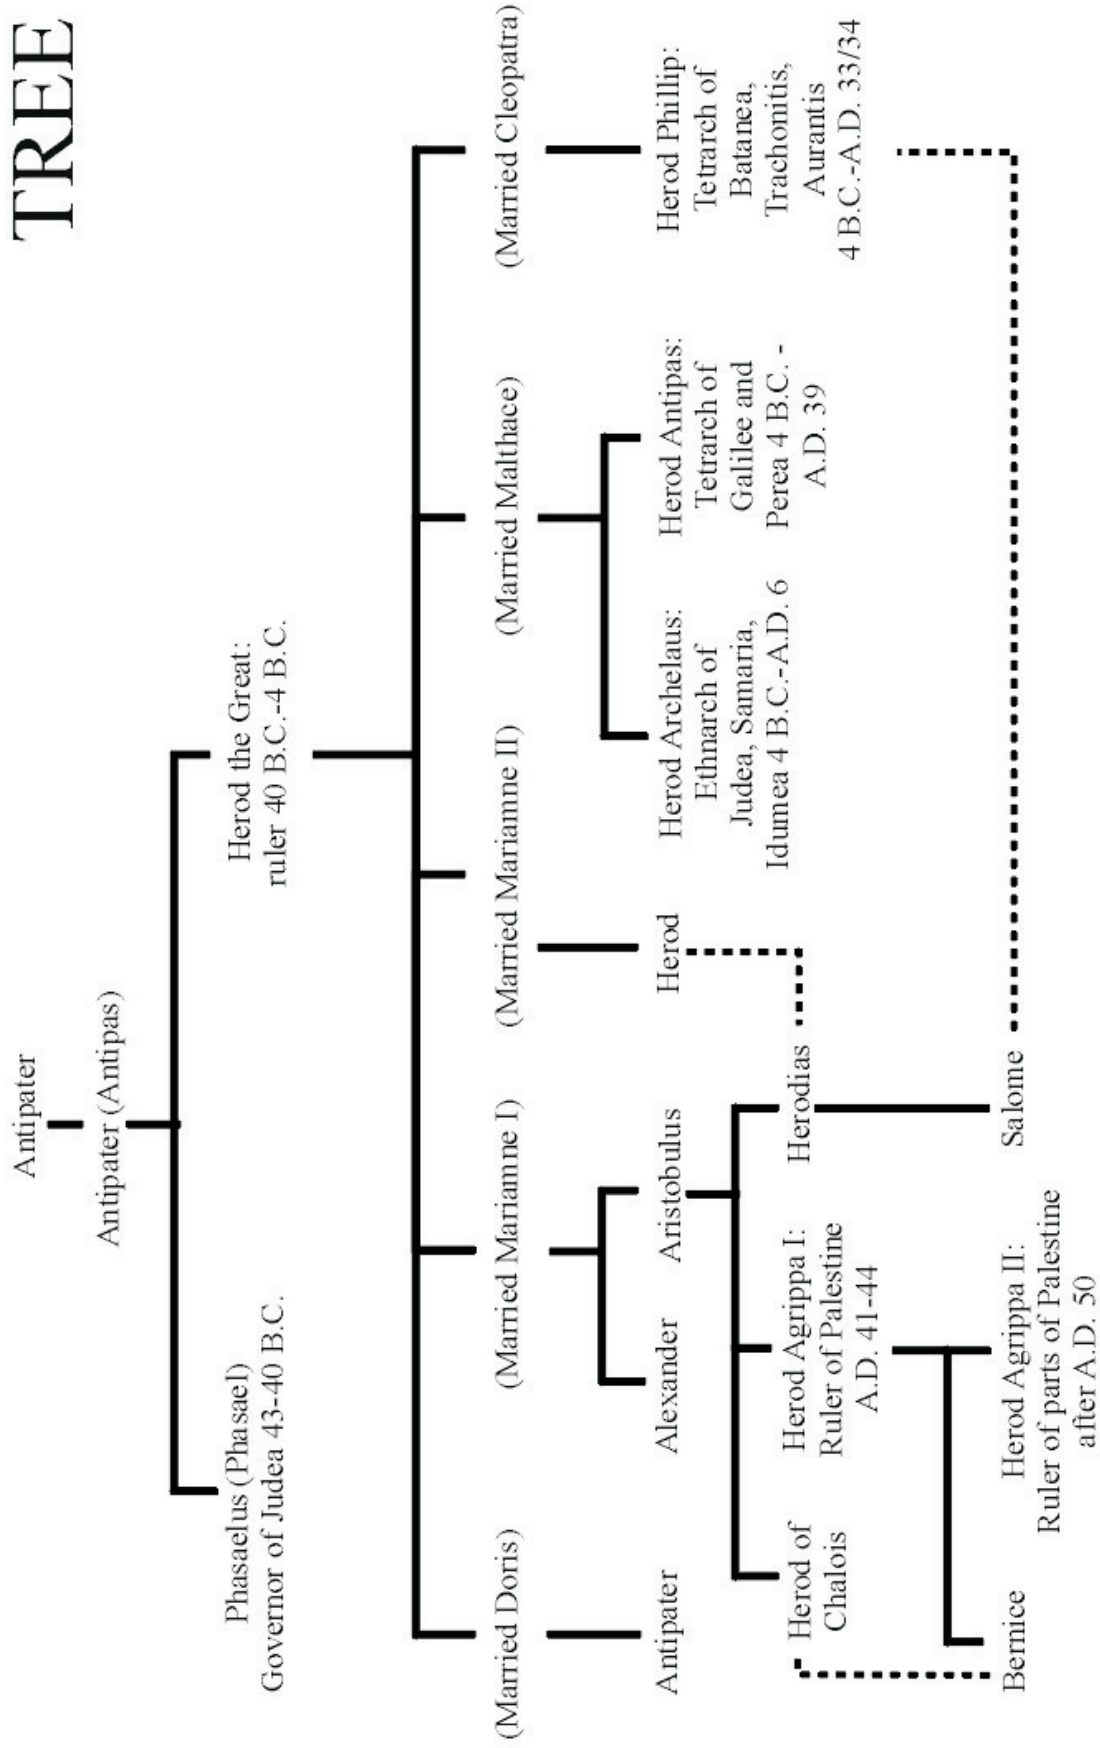 TREE
Antipater
Antipater (Antipas)
Phasaelus (Phasael)
Governor of Judea 43-40 B.C.
Herod the Great:
ruler 40 B.C.-4 B.C.
(Married Doris)
(Married Mariamne I)
(Married Marianne II)
(Married Malthace)
(Married Cleopatra)
Antipater
Alexander
Aristobulus
Herod
Herod Archelaus:
Ethnarch of
Judea, Samaria,
Idumea 4 B.C.-A.D. 6
Herod Antipas:
Tetrarch of
Galilee and
Perea 4 B.C. -
A.D. 39
Herod Phillip:
Tetrarch of
Batanea,
Trachonitis,
Aurantis
4 B.C.-A.D. 33/34
Herod of
Chalois
Herod Agrippa I:
Ruler of Palestine
A.D. 41-44
Herodias
Bernice
Herod Agrippa II:
Ruler of parts of Palestine
after A.D. 50
Salome